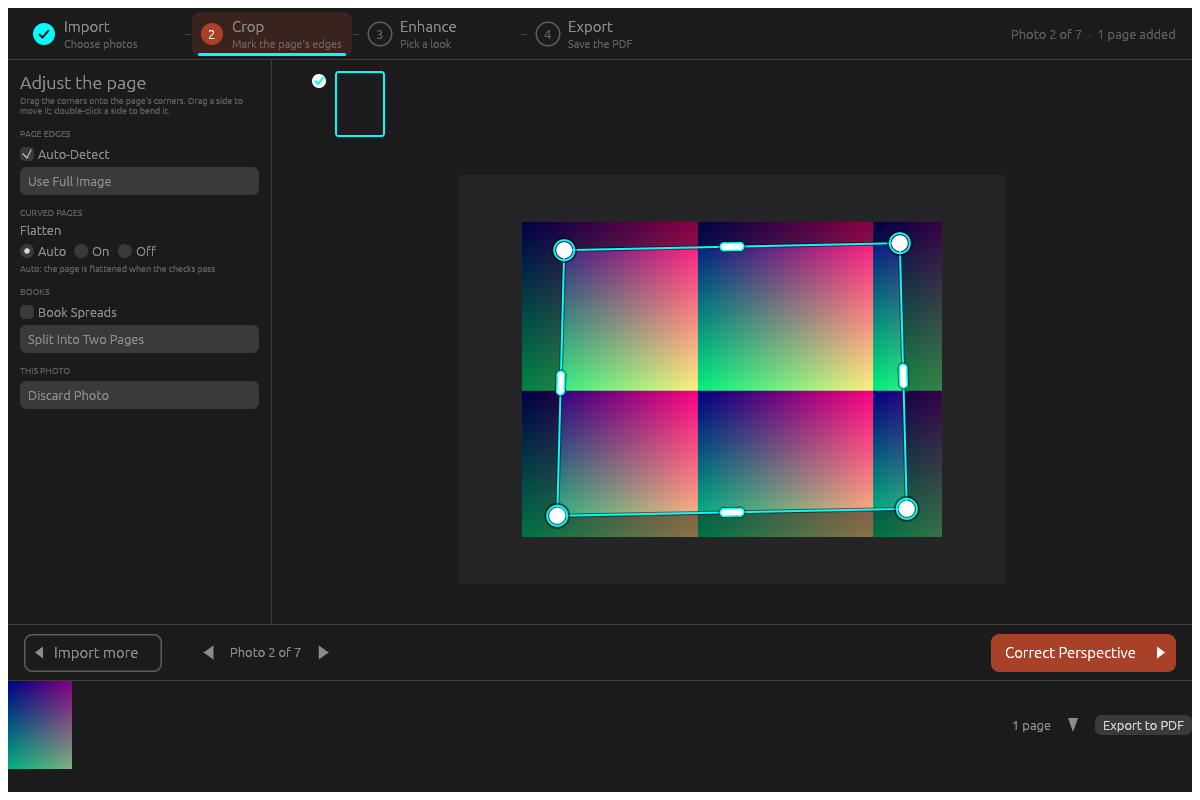 Import
Choose photos
2
Crop
Mark the page's edges
3
Enhance
Pick a look
4
Export
Save the PDF
Photo 2 of 7 · 1 page added
Adjust the page
Drag the corners onto the page's corners. Drag a side to
move it; double-click a side to bend it.
PAGE EDGES
Auto-Detect
Use Full Image
CURVED PAGES
Flatten
Auto On Off
Auto: the page is flattened when the checks pass
BOOKS
Book Spreads
Split Into Two Pages
THIS PHOTO
Discard Photo
Import more
Photo 2 of 7
Correct Perspective
1 page
Export to PDF